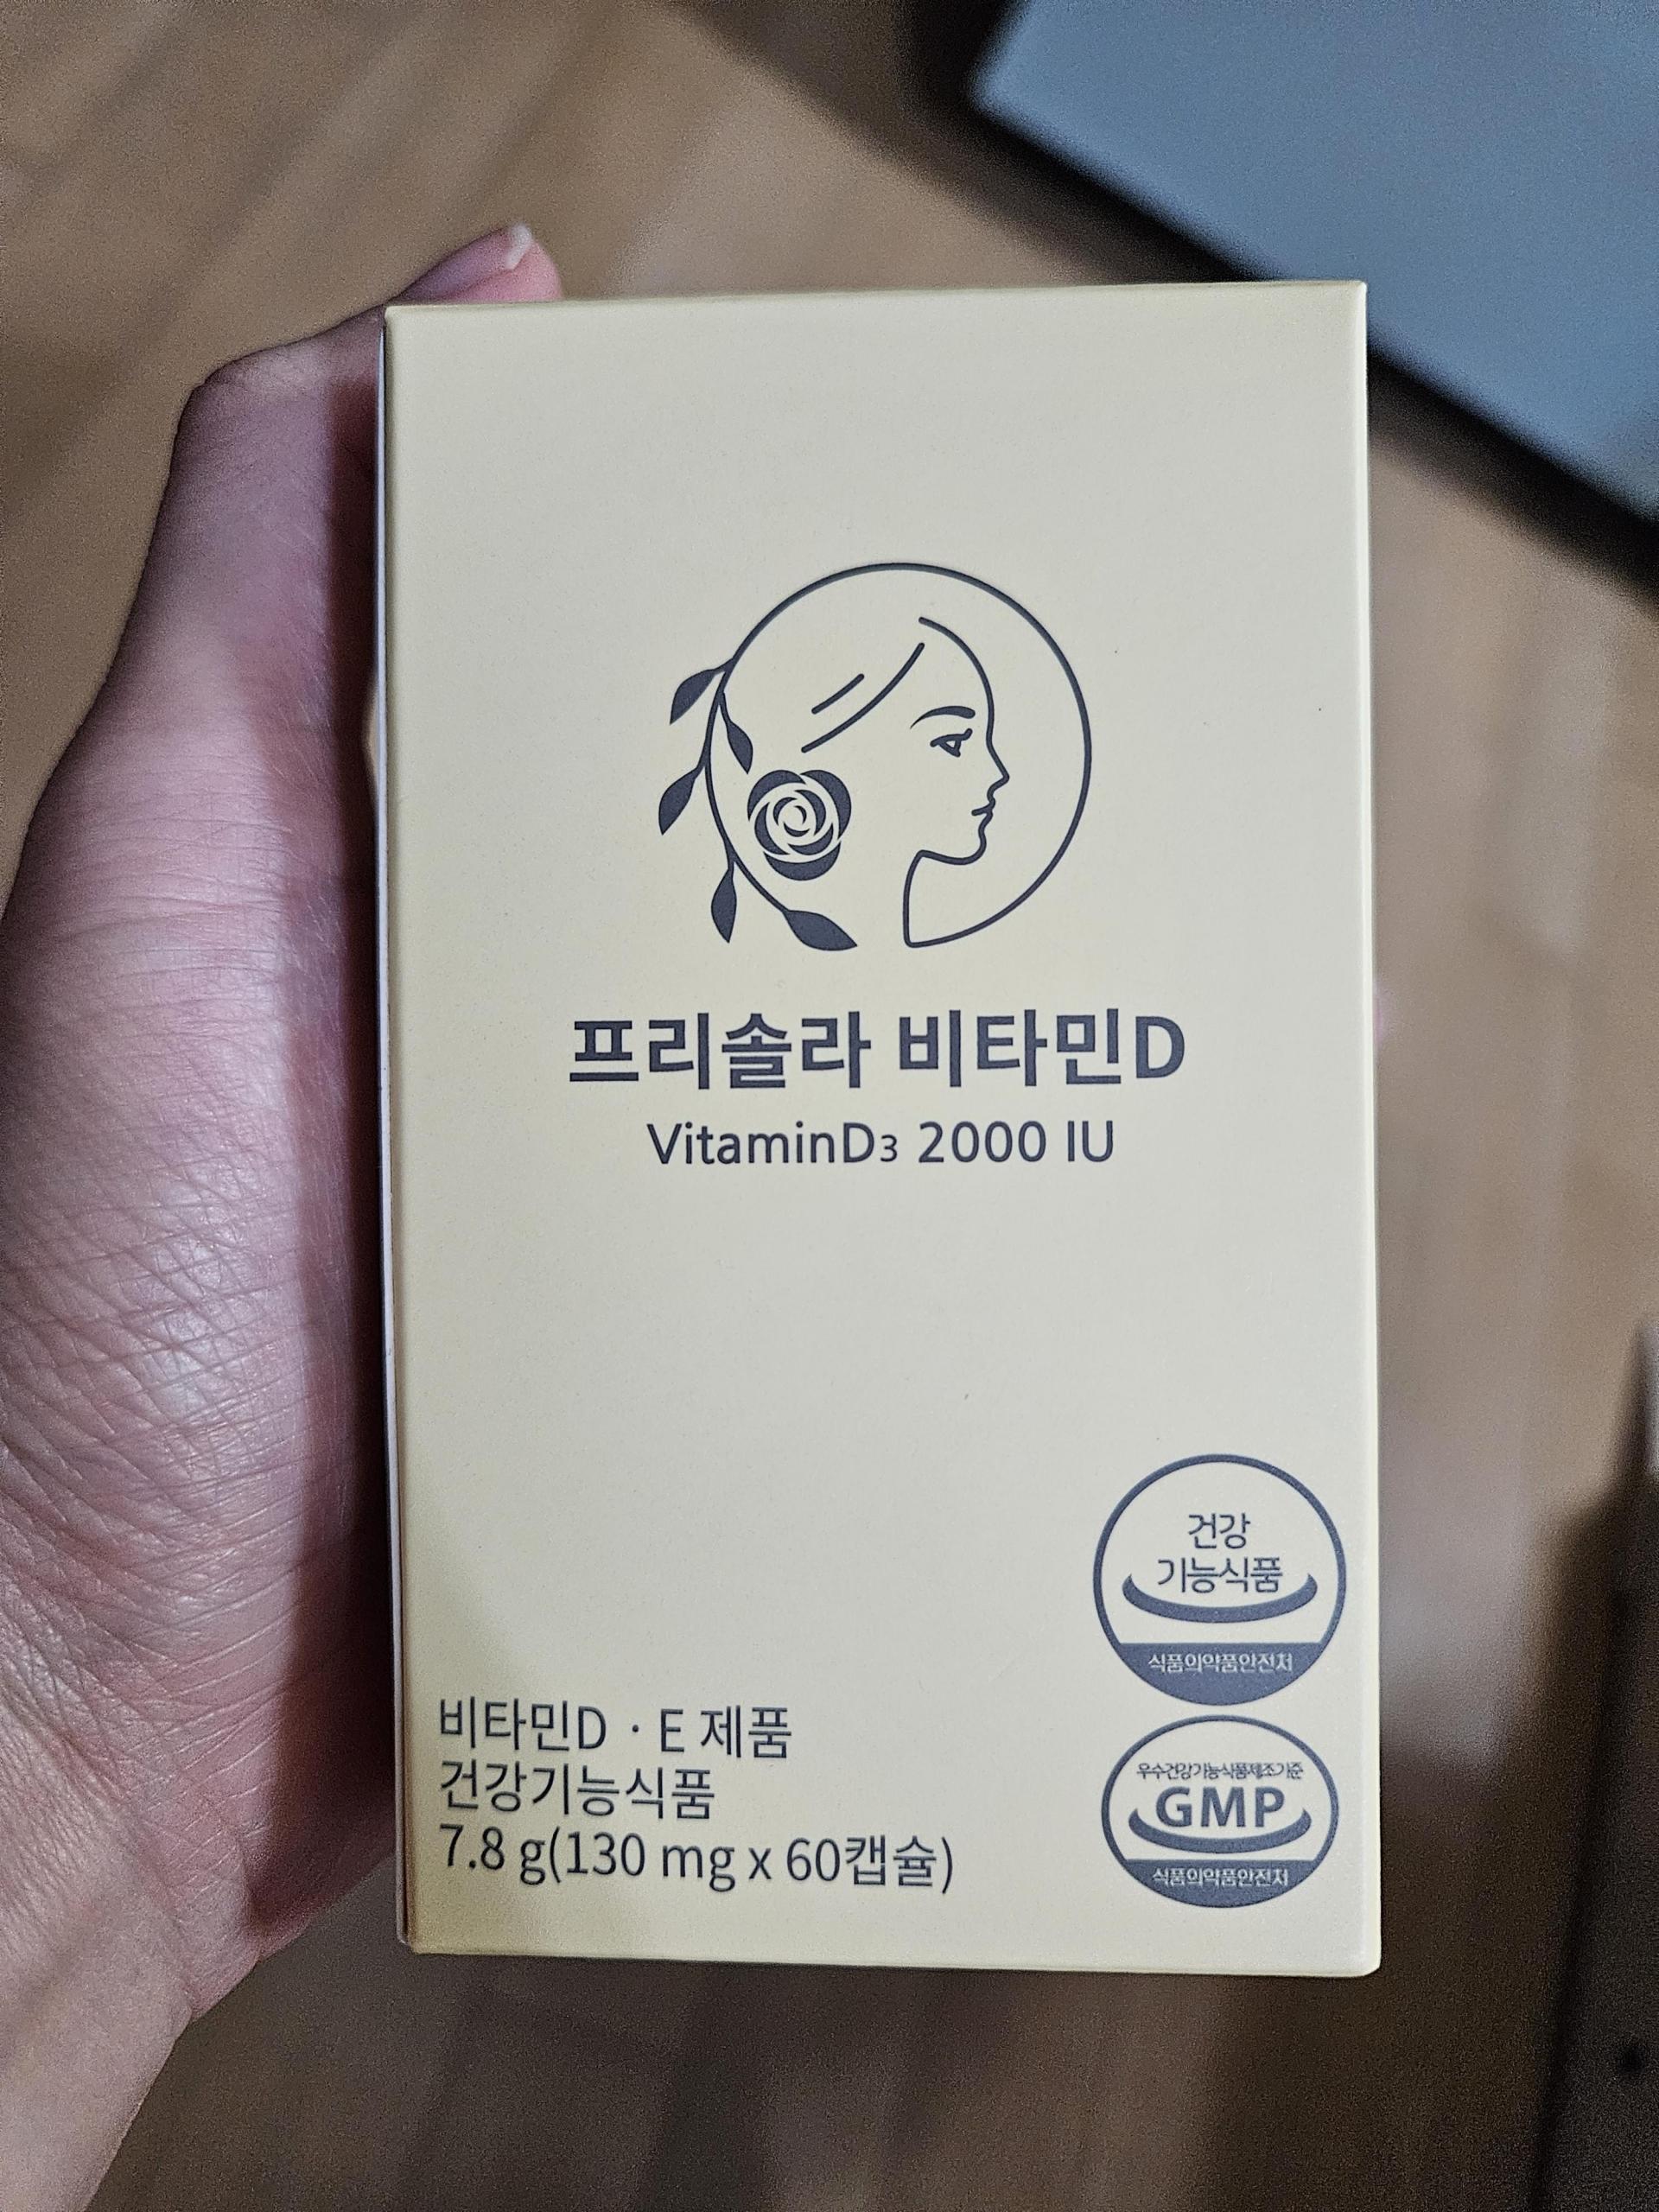 프리솔라 비타민D
VitaminD3 2000 IU
건강
기능식품
식품의약품안전처
비타민D · E 제품
건강기능식품
7.8 g(130 mg x 60캡슐)
우수건강기능식품제조기준
GMP
식품의약품안전처